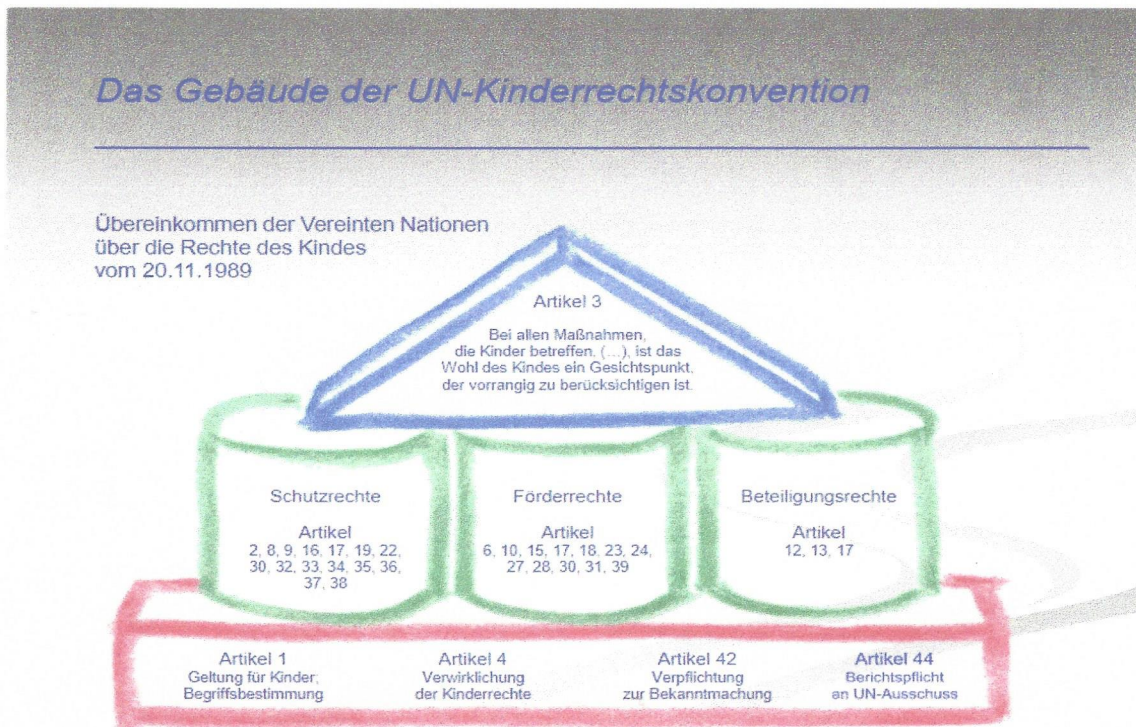 Das Gebäude der UN-Kinderrechtskonvention
Übereinkommen der Vereinten Nationen
über die Rechte des Kindes
vom 20.11.1989
Artikel 3
Bei allen Maßnahmen,
die Kinder betreffen, (...), ist das
Wohl des Kindes ein Gesichtspunkt,
der vorrangig zu berücksichtigen ist.
Schutzrechte
Artikel
2, 8, 9, 16, 17, 19, 22,
30, 32, 33, 34, 35, 36,
37, 38
Förderrechte
Artikel
6, 10, 15, 17, 18, 23, 24,
27, 28, 30, 31, 39
Beteiligungsrechte
Artikel
12, 13, 17
Artikel 1
Geltung für Kinder;
Begriffsbestimmung
Artikel 4
Verwirklichung
der Kinderrechte
Artikel 42
Verpflichtung
zur Bekanntmachung
Artikel 44
Berichtspflicht
an UN-Ausschuss